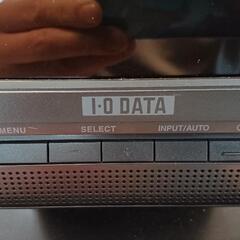 I-O DATA
MENU SELECT INPUT/AUTO